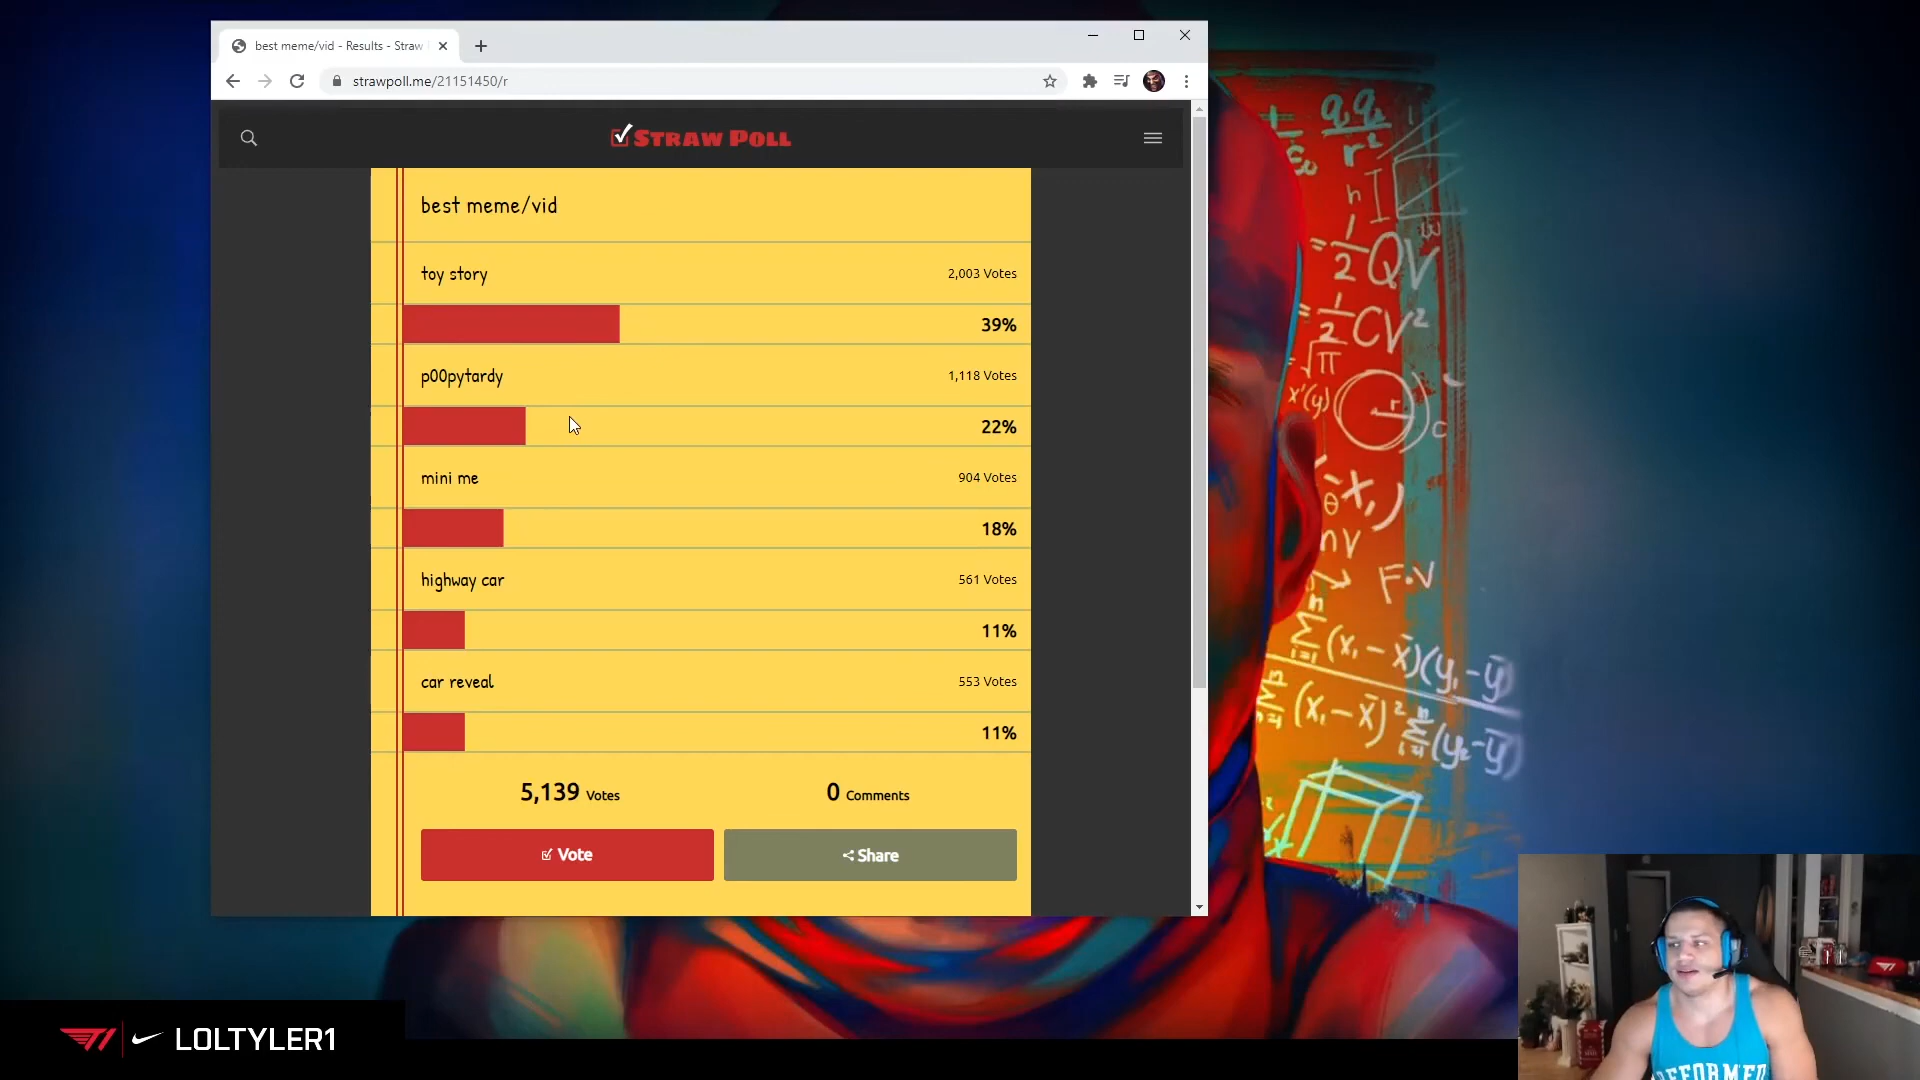 best meme/vid - Results - Straw
strawpoll.me/21151450/r
STRAW POLL
best meme/vid
toy story 2,003 Votes
39%
p00pytardy 1,118 Votes
22%
mini me 904 Votes
18%
highway car 561 Votes
11%
car reveal 553 Votes
11%
5,139 Votes 0 Comments
Vote Share
T1 LOLTYLER1